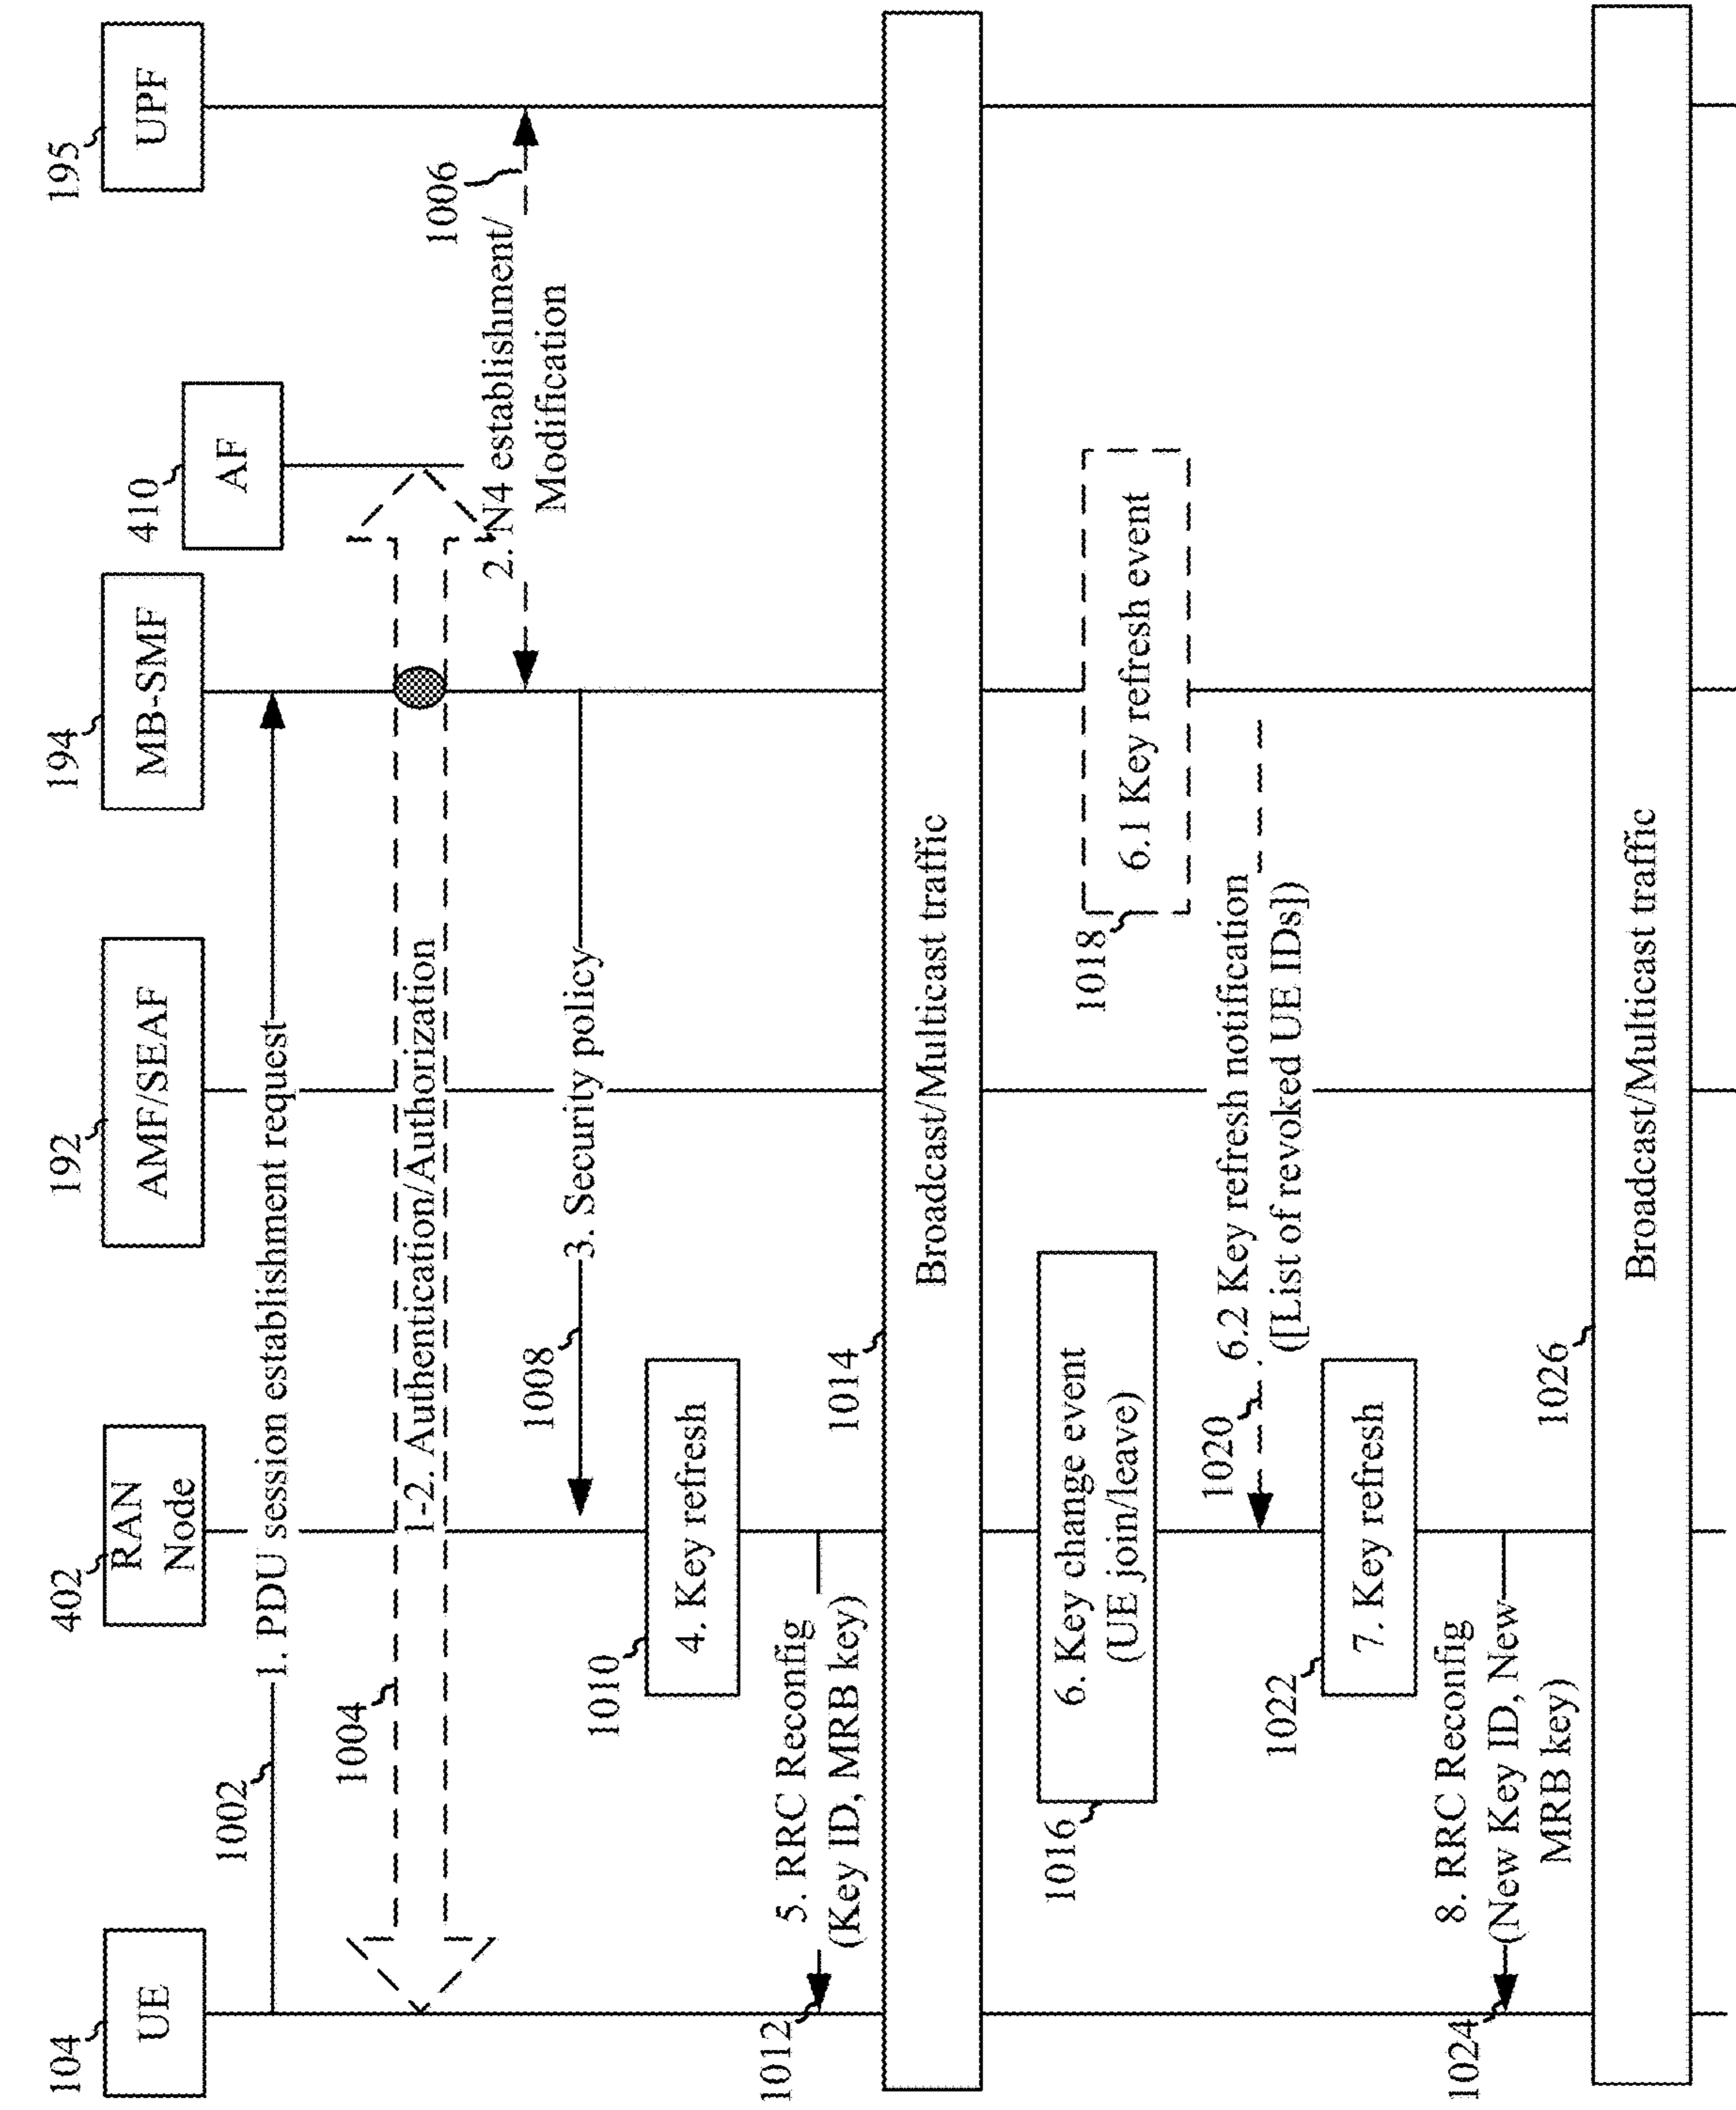 104
UE
402
RAN
Node
192
AMF/SEAF
194
MB-SMF
410
AF
195
UPF
1002
1. PDU session establishment request
1004
1-2. Authentication/Authorization
1006
2. N4 establishment/
Modification
1008
3. Security policy
1010
4. Key refresh
1012
5. RRC Reconfig
(Key ID, MRB key)
1014
Broadcast/Multicast traffic
1016
6. Key change event
(UE join/leave)
1018
6.1 Key refresh event
1020
6.2 Key refresh notification
([List of revoked UE IDs])
1022
7. Key refresh
1024
8. RRC Reconfig
(New Key ID, New
MRB key)
1026
Broadcast/Multicast traffic